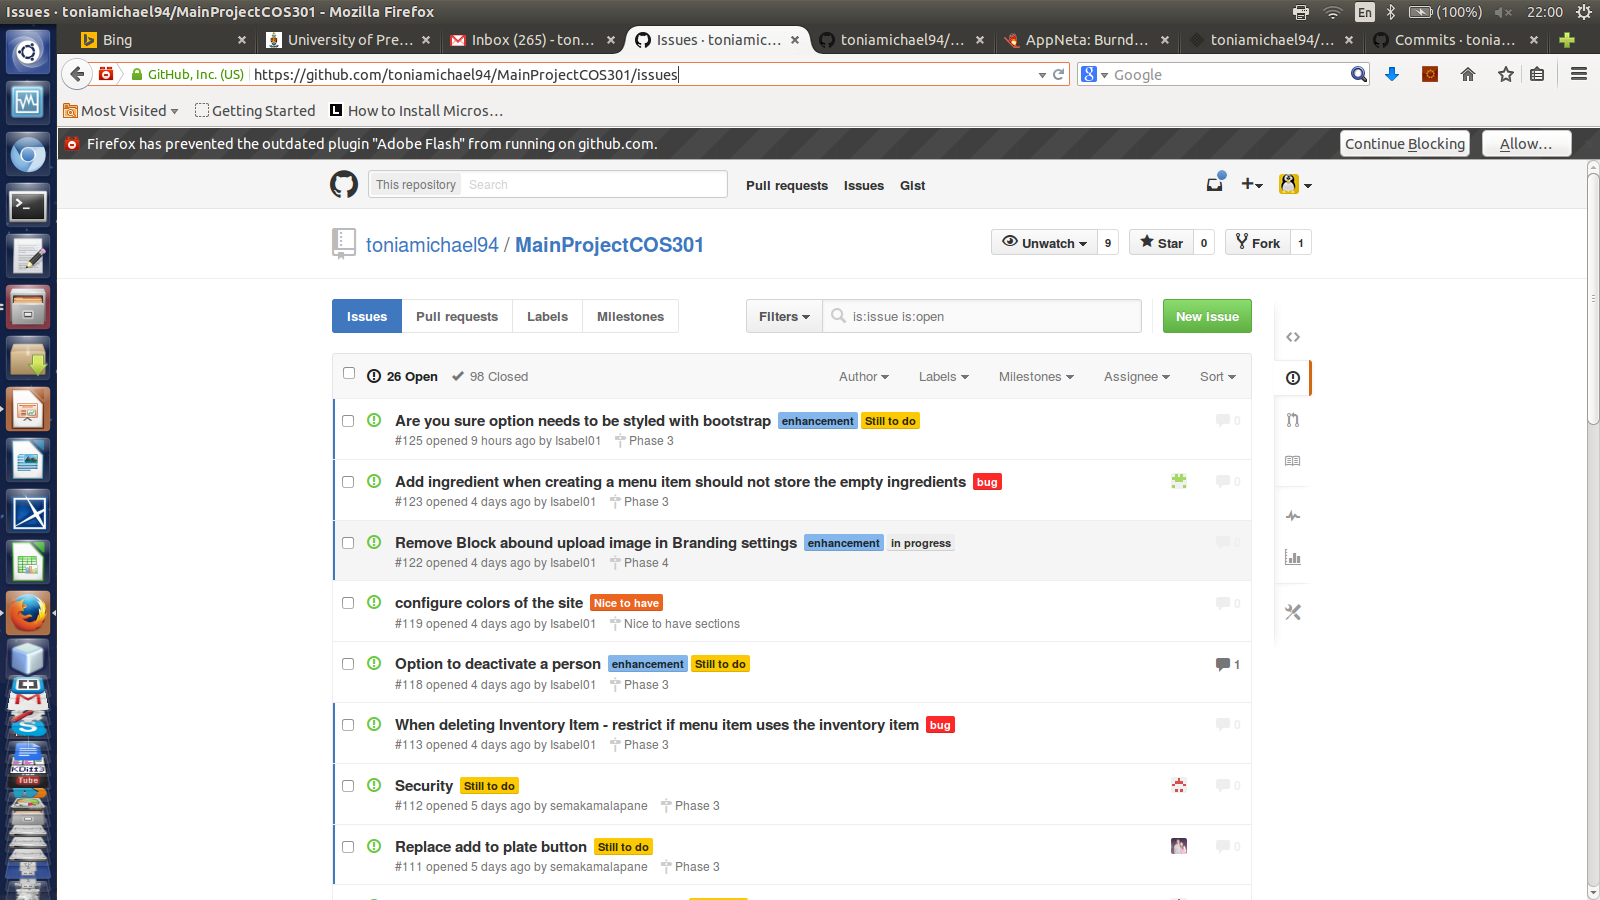 Issues · toniamichael94/MainProjectCOS301 - Mozilla Firefox
En
(100%)
22:00
Bing
University of Pre...
Inbox (265) - ton...
Issues · toniamic...
toniamichael94/...
AppNeta: Burnd...
toniamichael94/...
Commits · tonia...
GitHub, Inc. (US)
https://github.com/toniamichael94/MainProjectCOS301/issues
Google
Most Visited
Getting Started
How to Install Micros...
Firefox has prevented the outdated plugin "Adobe Flash" from running on github.com.
Continue Blocking
Allow...
This repository
Search
Pull requests
Issues
Gist
toniamichael94 / MainProjectCOS301
Unwatch 9
Star 0
Fork 1
Issues
Pull requests
Labels
Milestones
Filters
is:issue is:open
New Issue
26 Open
98 Closed
Author
Labels
Milestones
Assignee
Sort
Are you sure option needs to be styled with bootstrap enhancement Still to do 0
#125 opened 9 hours ago by Isabel01 Phase 3
Add ingredient when creating a menu item should not store the empty ingredients bug 0
#123 opened 4 days ago by Isabel01 Phase 3
Remove Block abound upload image in Branding settings enhancement in progress 0
#122 opened 4 days ago by Isabel01 Phase 4
configure colors of the site Nice to have 0
#119 opened 4 days ago by Isabel01 Nice to have sections
Option to deactivate a person enhancement Still to do 1
#118 opened 4 days ago by Isabel01 Phase 3
When deleting Inventory Item - restrict if menu item uses the inventory item bug 0
#113 opened 4 days ago by Isabel01 Phase 3
Security Still to do 0
#112 opened 5 days ago by semakamalapane Phase 3
Replace add to plate button Still to do 0
#111 opened 5 days ago by semakamalapane Phase 3
KDiff3
Tube